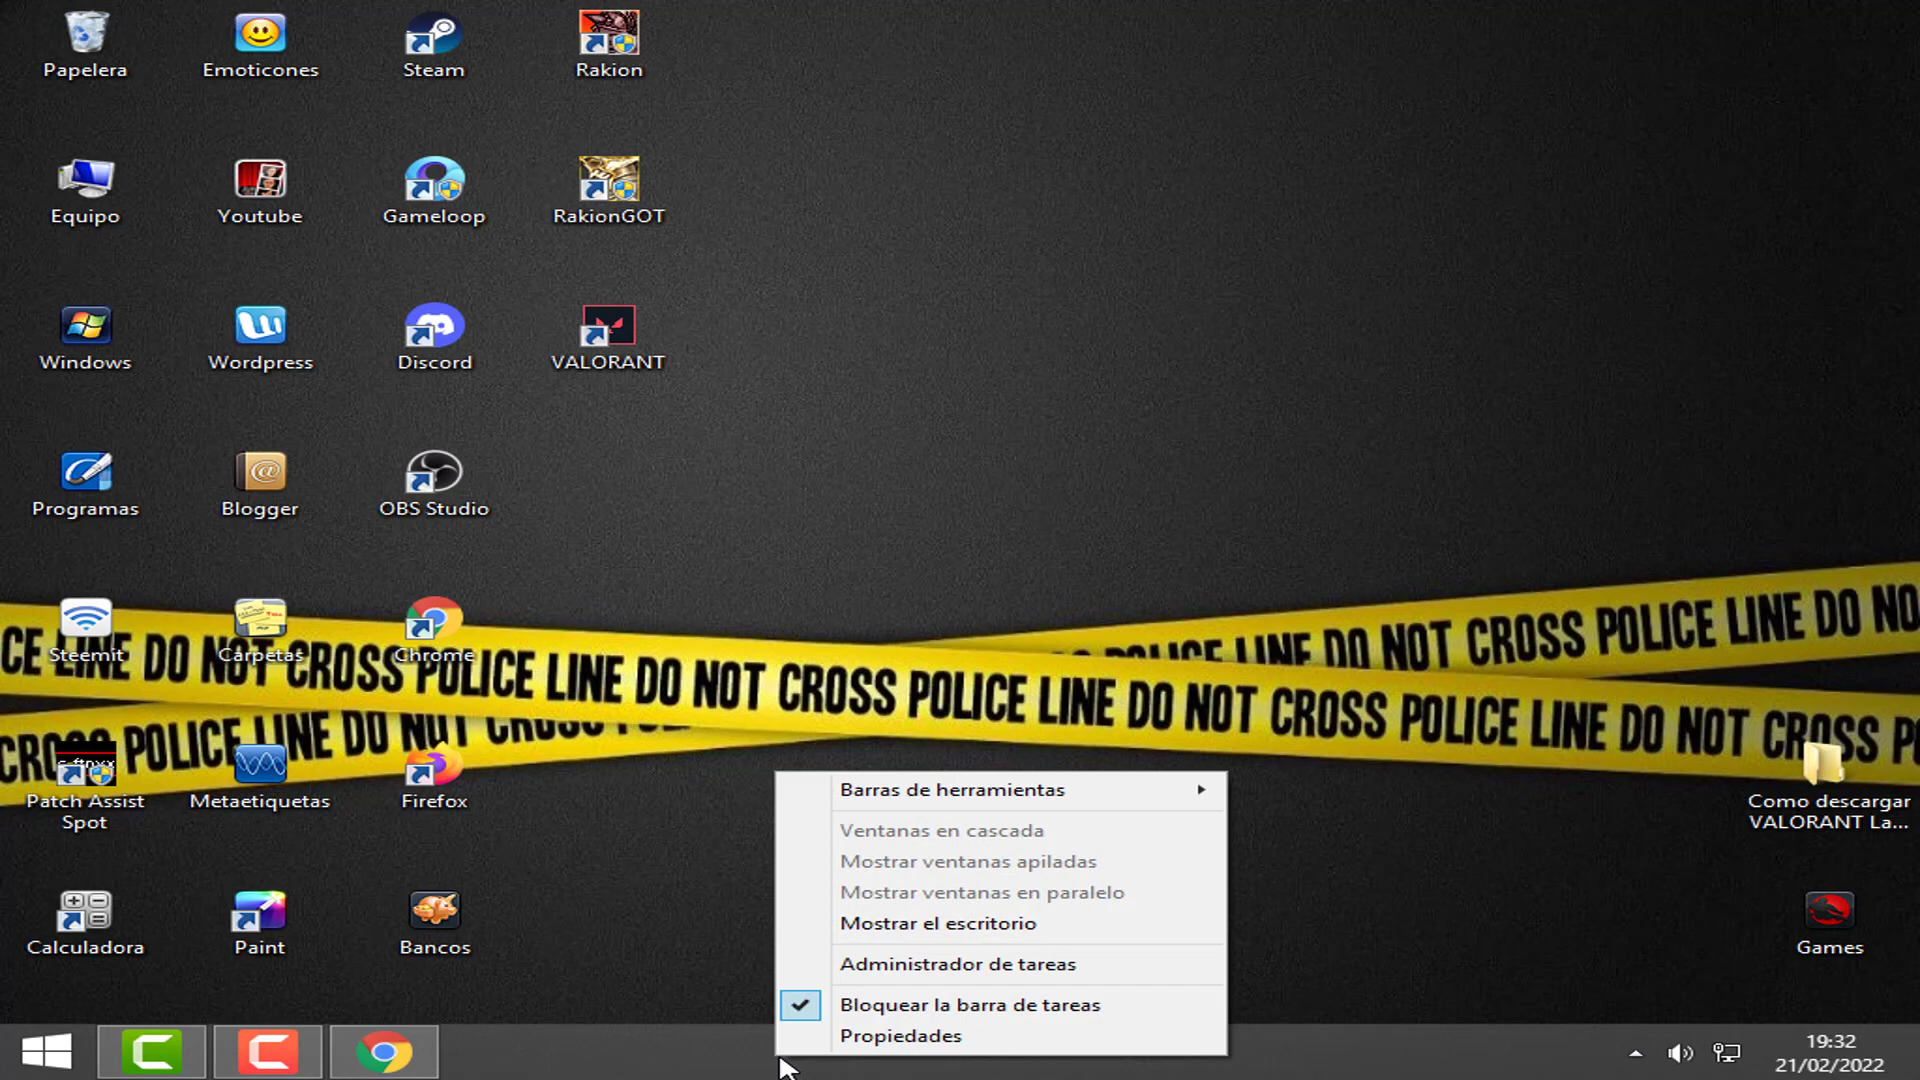 Papelera
Emoticones
Steam
Rakion
Equipo
Youtube
Gameloop
RakionGOT
Windows
Wordpress
Discord
VALORANT
Programas
Blogger
OBS Studio
Steemit
Carpetas
Chrome
POLICE LINE DO NOT CROSS POLICE LINE DO NO
CE LINE DO NOT CROSS POLICE LINE DO NOT CROSS POLICE LINE DO NOT CROSS POLICE LINE DO NOT CROSS P
CROSS POLICE LINE DO NOT CROSS
Patch Assist
Spot
Metaetiquetas
Firefox
Como descargar
VALORANT La...
Calculadora
Paint
Bancos
Games
Barras de herramientas
Ventanas en cascada
Mostrar ventanas apiladas
Mostrar ventanas en paralelo
Mostrar el escritorio
Administrador de tareas
Bloquear la barra de tareas
Propiedades
19:32
21/02/2022